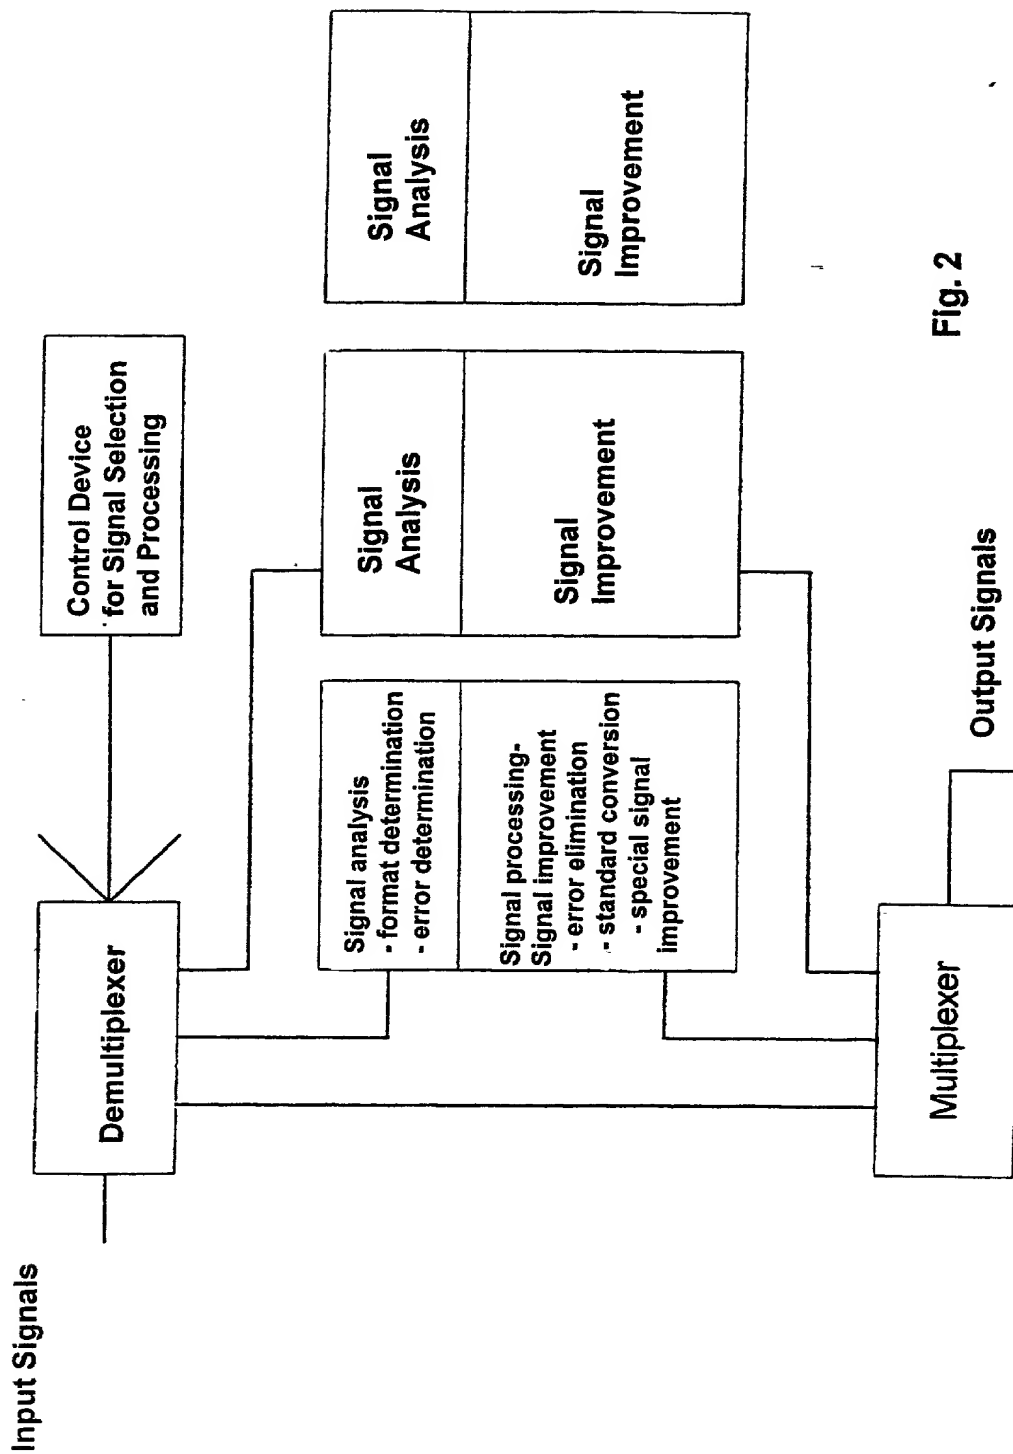 Input Signals
Demultiplexer
Control Device
for Signal Selection
and Processing
Signal analysis
- format determination
- error determination
Signal processing-
Signal improvement
- error elimination
- standard conversion
- special signal
improvement
Signal
Analysis
Signal
Improvement
Signal
Analysis
Signal
Improvement
Multiplexer
Output Signals
Fig. 2